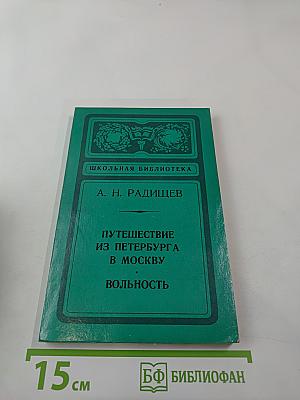 ШКОЛЬНАЯ БИБЛИОТЕКА
А. Н. РАДИЩЕВ
ПУТЕШЕСТВИЕ
ИЗ ПЕТЕРБУРГА
В МОСКВУ
ВОЛЬНОСТЬ
15 см
БФ БИБЛИОФАН